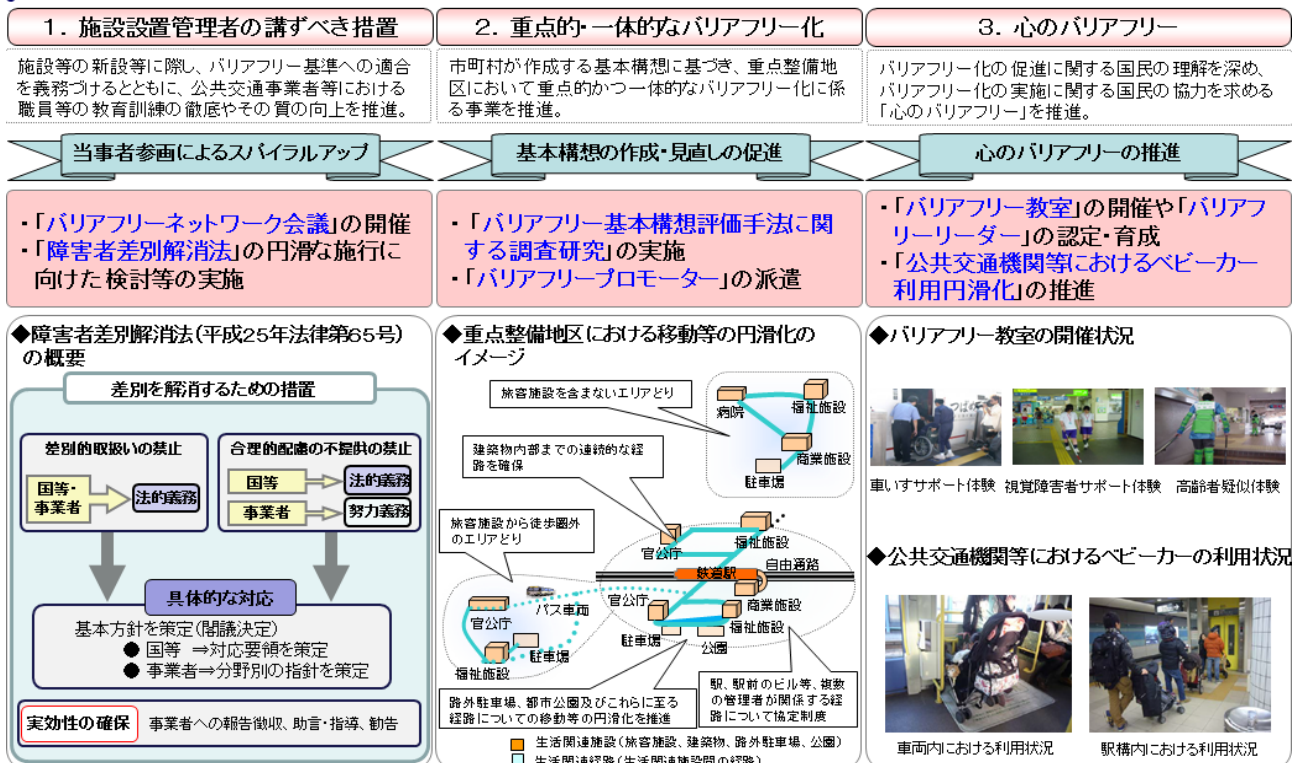 1. 施設設置管理者の講ずべき措置
施設等の新設等に際し、バリアフリー基準への適合
を義務づけるとともに、公共交通事業者等における
職員等の教育訓練の徹底やその質の向上を推進。
当事者参画によるスパイラルアップ
・「バリアフリーネットワーク会議」の開催
・「障害者差別解消法」の円滑な施行に
向けた検討等の実施
◆障害者差別解消法(平成25年法律第65号)
の概要
差別を解消するための措置
差別的取扱いの禁止
国等・
事業者
法的義務
合理的配慮の不提供の禁止
国等
法的義務
事業者
努力義務
具体的な対応
基本方針を策定(閣議決定)
● 国等 ⇒対応要領を策定
● 事業者⇒分野別の指針を策定
実効性の確保 事業者への報告徴収、助言・指導、勧告
2. 重点的・一体的なバリアフリー化
市町村が作成する基本構想に基づき、重点整備地
区において重点的かつ一体的なバリアフリー化に係
る事業を推進。
基本構想の作成・見直しの促進
・「バリアフリー基本構想評価手法に関
する調査研究」の実施
・「バリアフリープロモーター」の派遣
◆重点整備地区における移動等の円滑化の
イメージ
旅客施設を含まないエリアどり
病院
福祉施設
商業施設
駐車場
建築物内部までの連続的な経
路を確保
旅客施設から徒歩圏外
のエリアどり
官公庁
福祉施設
自由通路
鉄道駅
バス車両
官公庁
官公庁
商業施設
福祉施設
駐車場
公園
駐車場
福祉施設
路外駐車場、都市公園及びこれらに至る
経路についての移動等の円滑化を推進
駅、駅前のビル等、複数
の管理者が関係する経
路について協定制度
生活関連施設(旅客施設、建築物、路外駐車場、公園)
生活関連経路(生活関連施設間の経路)
3. 心のバリアフリー
バリアフリー化の促進に関する国民の理解を深め、
バリアフリー化の実施に関する国民の協力を求める
「心のバリアフリー」を推進。
心のバリアフリーの推進
・「バリアフリー教室」の開催や「バリアフ
リーリーダー」の認定・育成
・「公共交通機関等におけるベビーカー
利用円滑化」の推進
◆バリアフリー教室の開催状況
つばめ
車いすサポート体験 視覚障害者サポート体験 高齢者疑似体験
◆公共交通機関等におけるベビーカーの利用状況
車両内における利用状況
駅構内における利用状況